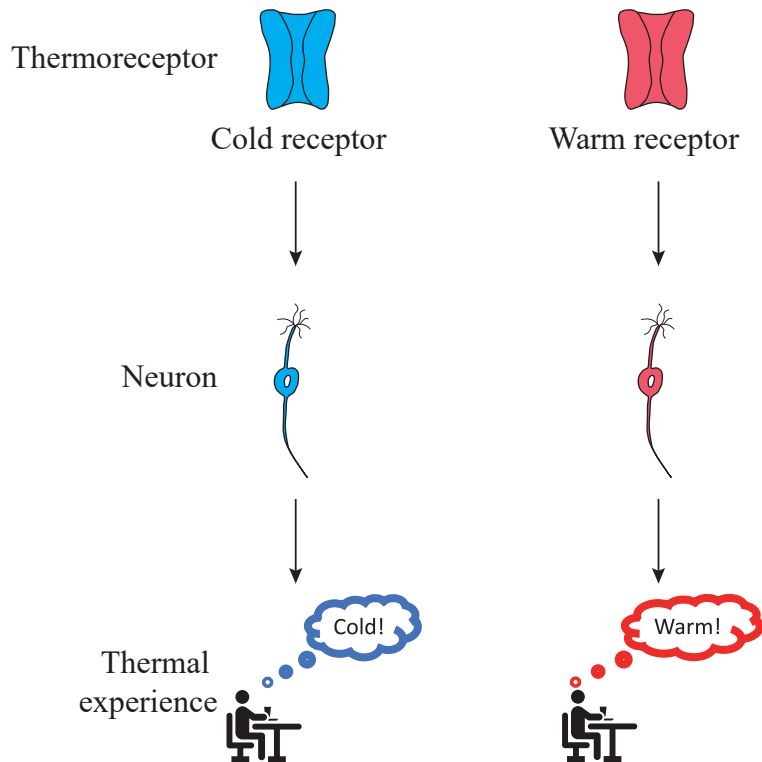 Thermoreceptor
Cold receptor
Warm receptor
Neuron
Cold!
Warm!
Thermal
experience